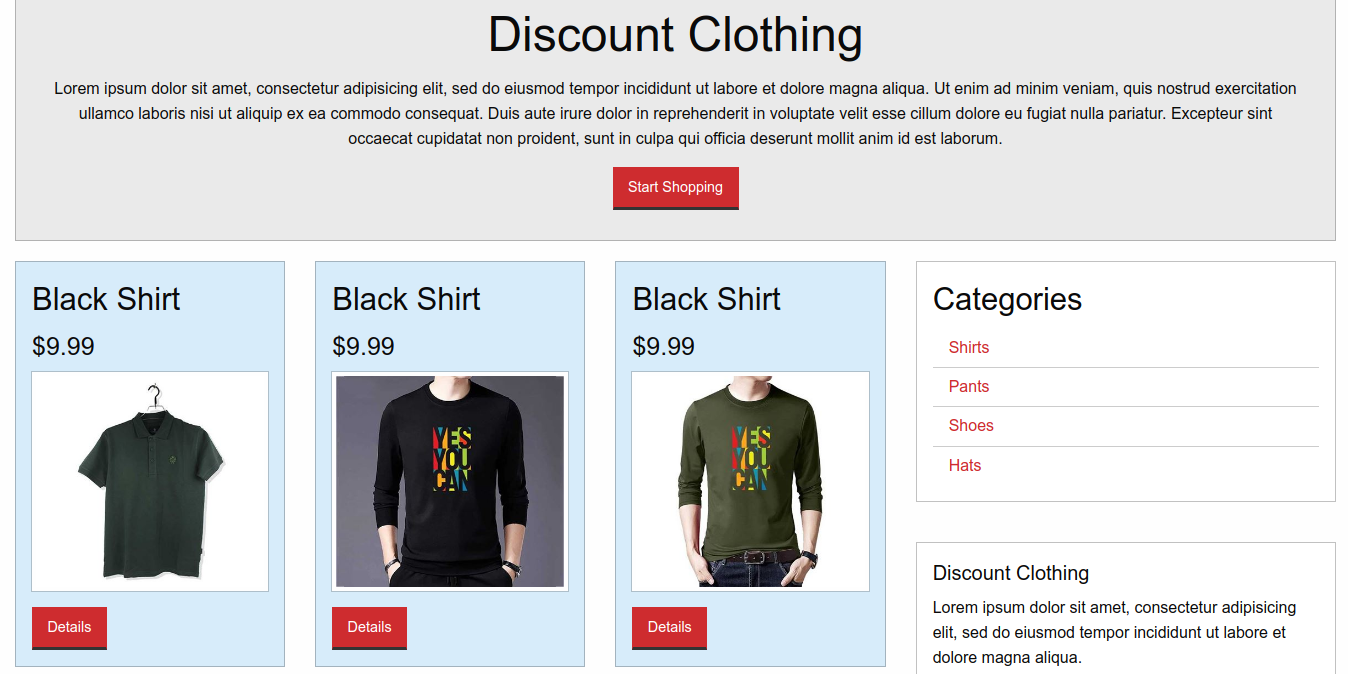 Discount Clothing
Lorem ipsum dolor sit amet, consectetur adipisicing elit, sed do eiusmod tempor incididunt ut labore et dolore magna aliqua. Ut enim ad minim veniam, quis nostrud exercitation
ullamco laboris nisi ut aliquip ex ea commodo consequat. Duis aute irure dolor in reprehenderit in voluptate velit esse cillum dolore eu fugiat nulla pariatur. Excepteur sint
occaecat cupidatat non proident, sunt in culpa qui officia deserunt mollit anim id est laborum.
Start Shopping
Black Shirt
$9.99
Details
Black Shirt
$9.99
YES
YOU
CAN
Details
Black Shirt
$9.99
YES
YOU
CAN
Details
Categories
Shirts
Pants
Shoes
Hats
Discount Clothing
Lorem ipsum dolor sit amet, consectetur adipisicing
elit, sed do eiusmod tempor incididunt ut labore et
dolore magna aliqua.